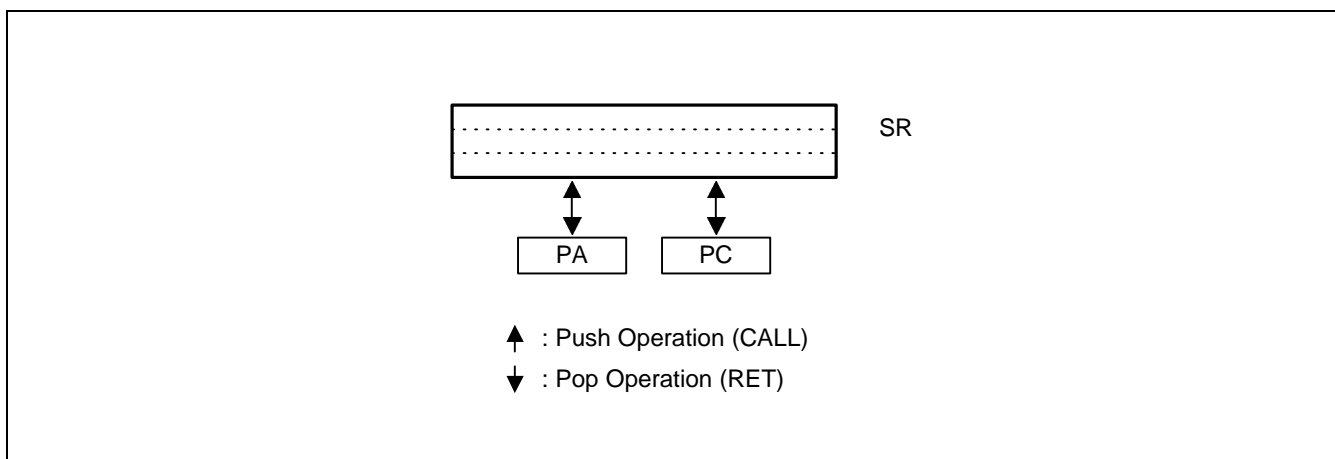 SR
PA
PC
: Push Operation (CALL)
: Pop Operation (RET)